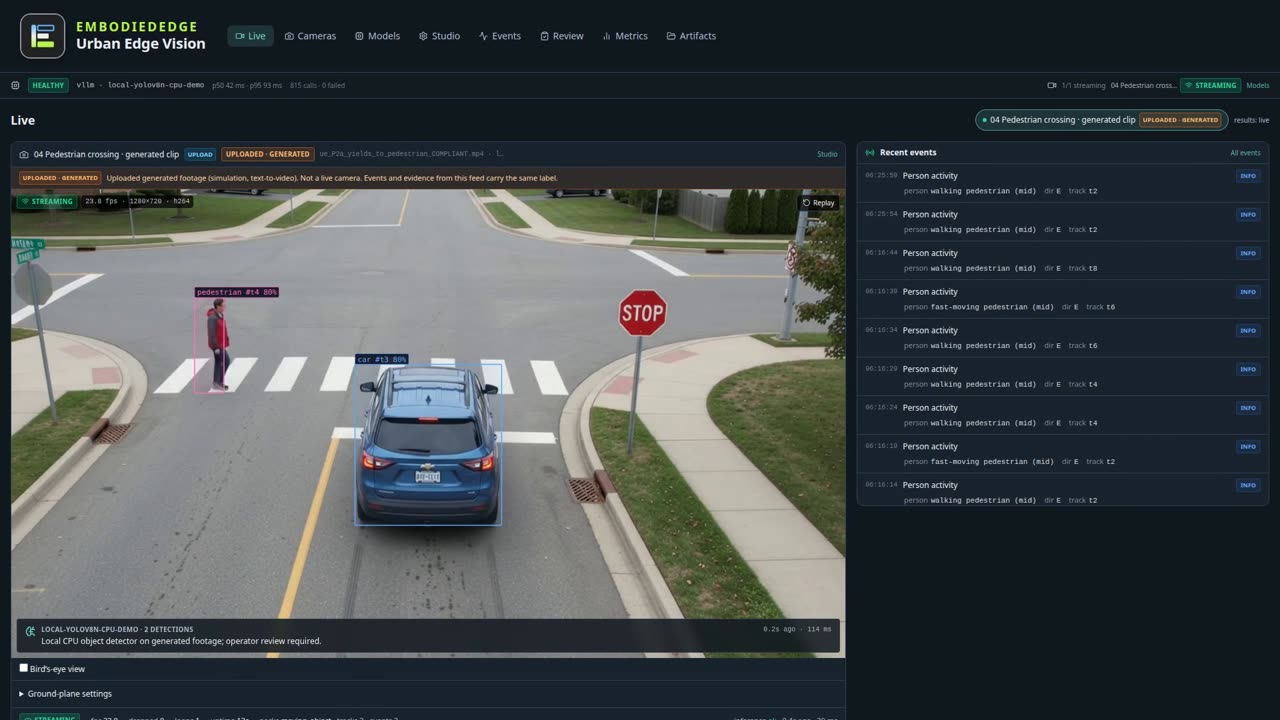 EMBODIEDEDGE
Urban Edge Vision
Live Cameras Models Studio Events Review Metrics Artifacts
HEALTHY vllm · local-yolov8n-cpu-demo p50 42 ms · p95 93 ms 815 calls · 0 failed
1/1 streaming 04 Pedestrian cross... STREAMING Models
Live
04 Pedestrian crossing · generated clip UPLOADED · GENERATED results: live
04 Pedestrian crossing · generated clip UPLOAD UPLOADED · GENERATED ue_P2a_yields_to_pedestrian_COMPLIANT.mp4 · l… Studio
UPLOADED · GENERATED Uploaded generated footage (simulation, text-to-video). Not a live camera. Events and evidence from this feed carry the same label.
STREAMING 23.8 fps · 1280×720 · h264 Replay
pedestrian #t4 80%
STOP
car #t3 80%
LOCAL-YOLOV8N-CPU-DEMO · 2 DETECTIONS 0.2s ago · 114 ms
Local CPU object detector on generated footage; operator review required.
Bird's-eye view
Ground-plane settings
STREAMING
Recent events All events
06:25:59 Person activity INFO
person walking pedestrian (mid) dir E track t2
06:25:54 Person activity INFO
person walking pedestrian (mid) dir E track t2
06:16:44 Person activity INFO
person walking pedestrian (mid) dir E track t8
06:16:39 Person activity INFO
person fast-moving pedestrian (mid) dir E track t6
06:16:34 Person activity INFO
person walking pedestrian (mid) dir E track t6
06:16:29 Person activity INFO
person walking pedestrian (mid) dir E track t4
06:16:24 Person activity INFO
person walking pedestrian (mid) dir E track t4
06:16:19 Person activity INFO
person fast-moving pedestrian (mid) dir E track t2
06:16:14 Person activity INFO
person walking pedestrian (mid) dir E track t2